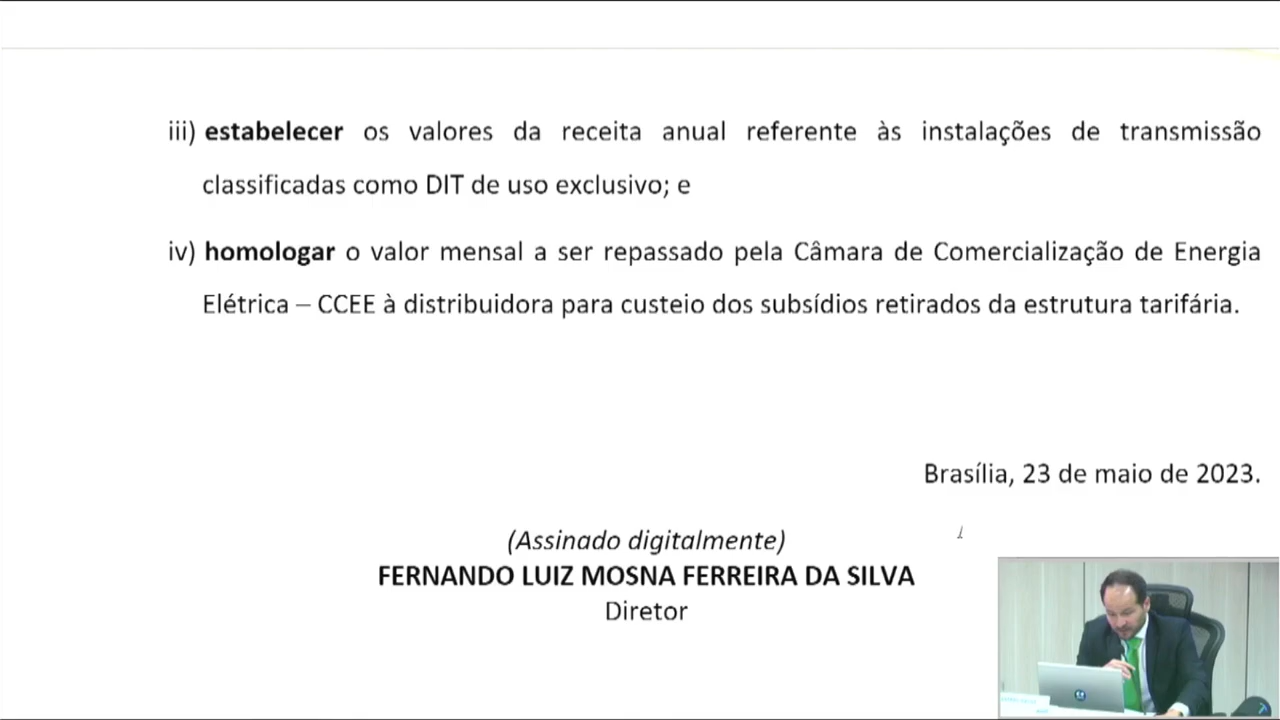 iii) estabelecer os valores da receita anual referente às instalações de transmissão
classificadas como DIT de uso exclusivo; e
iv) homologar o valor mensal a ser repassado pela Câmara de Comercialização de Energia
Elétrica – CCEE à distribuidora para custeio dos subsídios retirados da estrutura tarifária.
Brasília, 23 de maio de 2023.
(Assinado digitalmente)
FERNANDO LUIZ MOSNA FERREIRA DA SILVA
Diretor